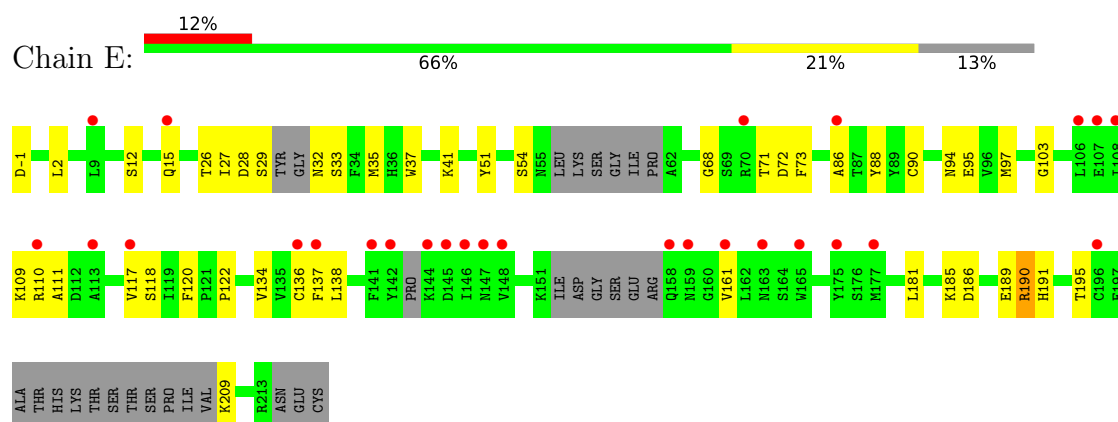 12%
Chain E:
66% 21% 13%
D-1 L2 L9 S12 Q15 T26 I27 D28 S29 TYR GLY N32 S33 F34 M35 H36 W37 K41 Y51 S54 N55 LEU LYS SER GLY ILE PRO A62 G68 S69 R70 T71 D72 F73 A86 T87 Y88 Y89 C90 N94 E95 V96 M97 G103 L106 E107 I108
K109 R110 A111 D112 A113 V117 S118 I119 F120 P121 P122 V134 V135 C136 F137 L138 F141 Y142 PRO K144 D145 I146 N147 V148 K151 ILE ASP GLY SER GLU ARG Q158 N159 G160 V161 L162 N163 S164 W165 Y175 S176 M177 L181 K185 D186 E189 R190 H191 T195 C196 E197
ALA THR HIS LYS THR SER THR SER PRO ILE VAL K209 R213 ASN GLU CYS